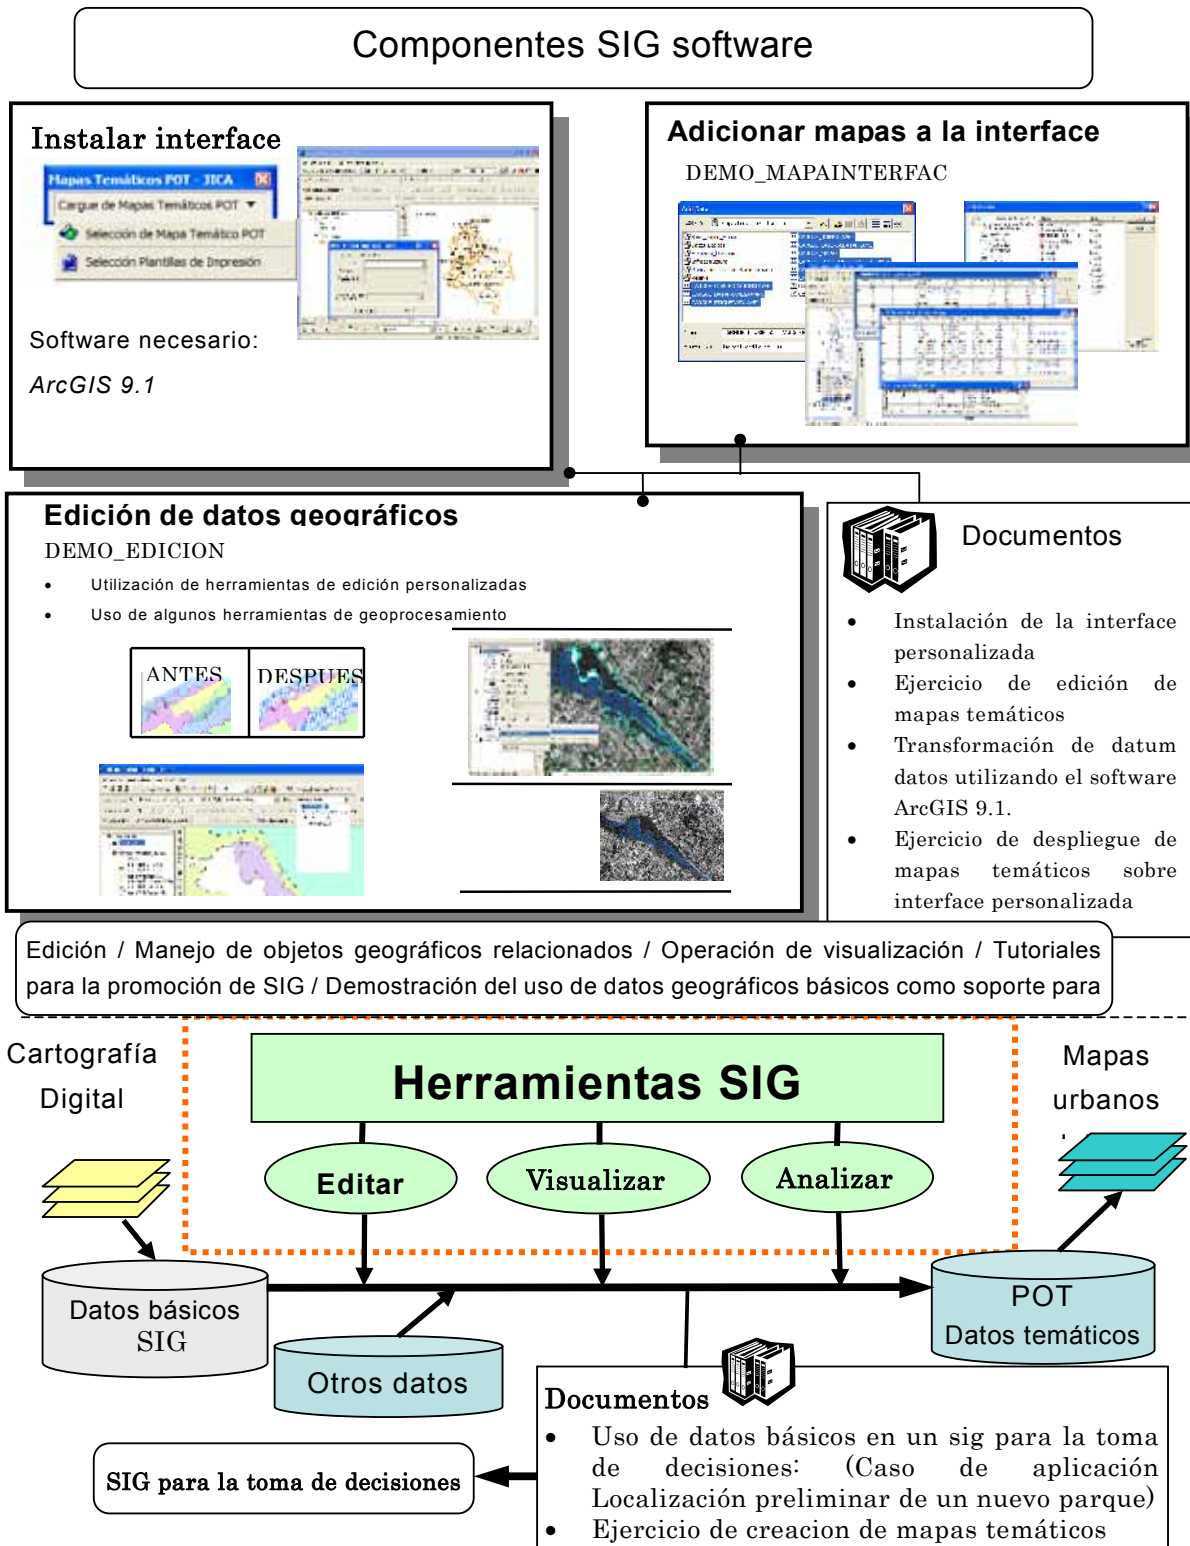 Componentes SIG software
Instalar interface
Mapas Temáticos POT - JICA
Cargue de Mapas Temáticos POT
Selección de Mapa Temático POT
Selección Plantillas de Impresión
Software necesario:
ArcGIS 9.1
Adicionar mapas a la interface
DEMO_MAPAINTERFAC
Add Data
Edición de datos geográficos
DEMO_EDICION
• Utilización de herramientas de edición personalizadas
• Uso de algunos herramientas de geoprocesamiento
ANTES
DESPUES
Documentos
• Instalación de la interface
personalizada
• Ejercicio de edición de
mapas temáticos
• Transformación de datum
datos utilizando el software
ArcGIS 9.1.
• Ejercicio de despliegue de
mapas temáticos sobre
interface personalizada
Edición / Manejo de objetos geográficos relacionados / Operación de visualización / Tutoriales
para la promoción de SIG / Demostración del uso de datos geográficos básicos como soporte para
Cartografía
Digital
Herramientas SIG
Mapas
urbanos
Editar
Visualizar
Analizar
Datos básicos
SIG
Otros datos
POT
Datos temáticos
Documentos
• Uso de datos básicos en un sig para la toma
de decisiones: (Caso de aplicación
Localización preliminar de un nuevo parque)
• Ejercicio de creacion de mapas temáticos
SIG para la toma de decisiones